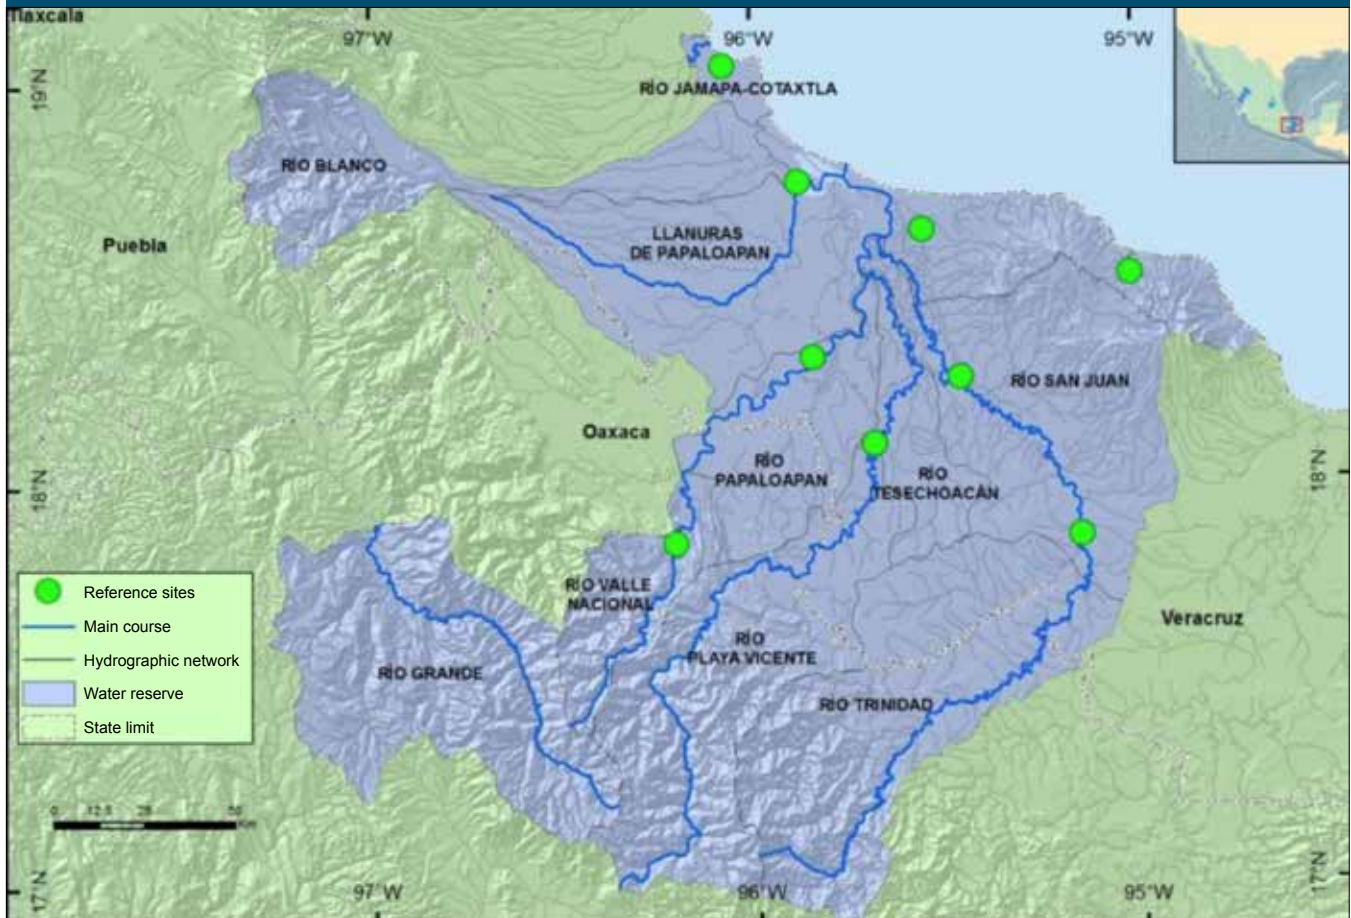 Tlaxcala
97°W
96°W
95°W
19°N
RÍO JAMAPA-COTAXTLA
RÍO BLANCO
Puebla
LLANURAS
DE PAPALOAPAN
RÍO SAN JUAN
Oaxaca
RÍO
PAPALOAPAN
RÍO
TESECHOACÁN
18°N
18°N
RÍO VALLE
NACIONAL
Veracruz
RÍO
PLAYA VICENTE
RÍO GRANDE
RÍO TRINIDAD
Reference sites
Main course
Hydrographic network
Water reserve
State limit
0 12.5 25 50
Km
17°N
97°W
96°W
95°W
17°N